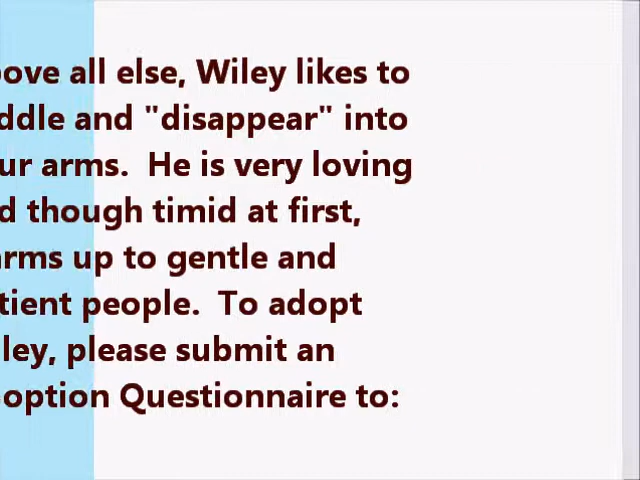 ove all else, Wiley likes to
ddle and "disappear" into
ur arms. He is very loving
d though timid at first,
arms up to gentle and
tient people. To adopt
ley, please submit an
option Questionnaire to: